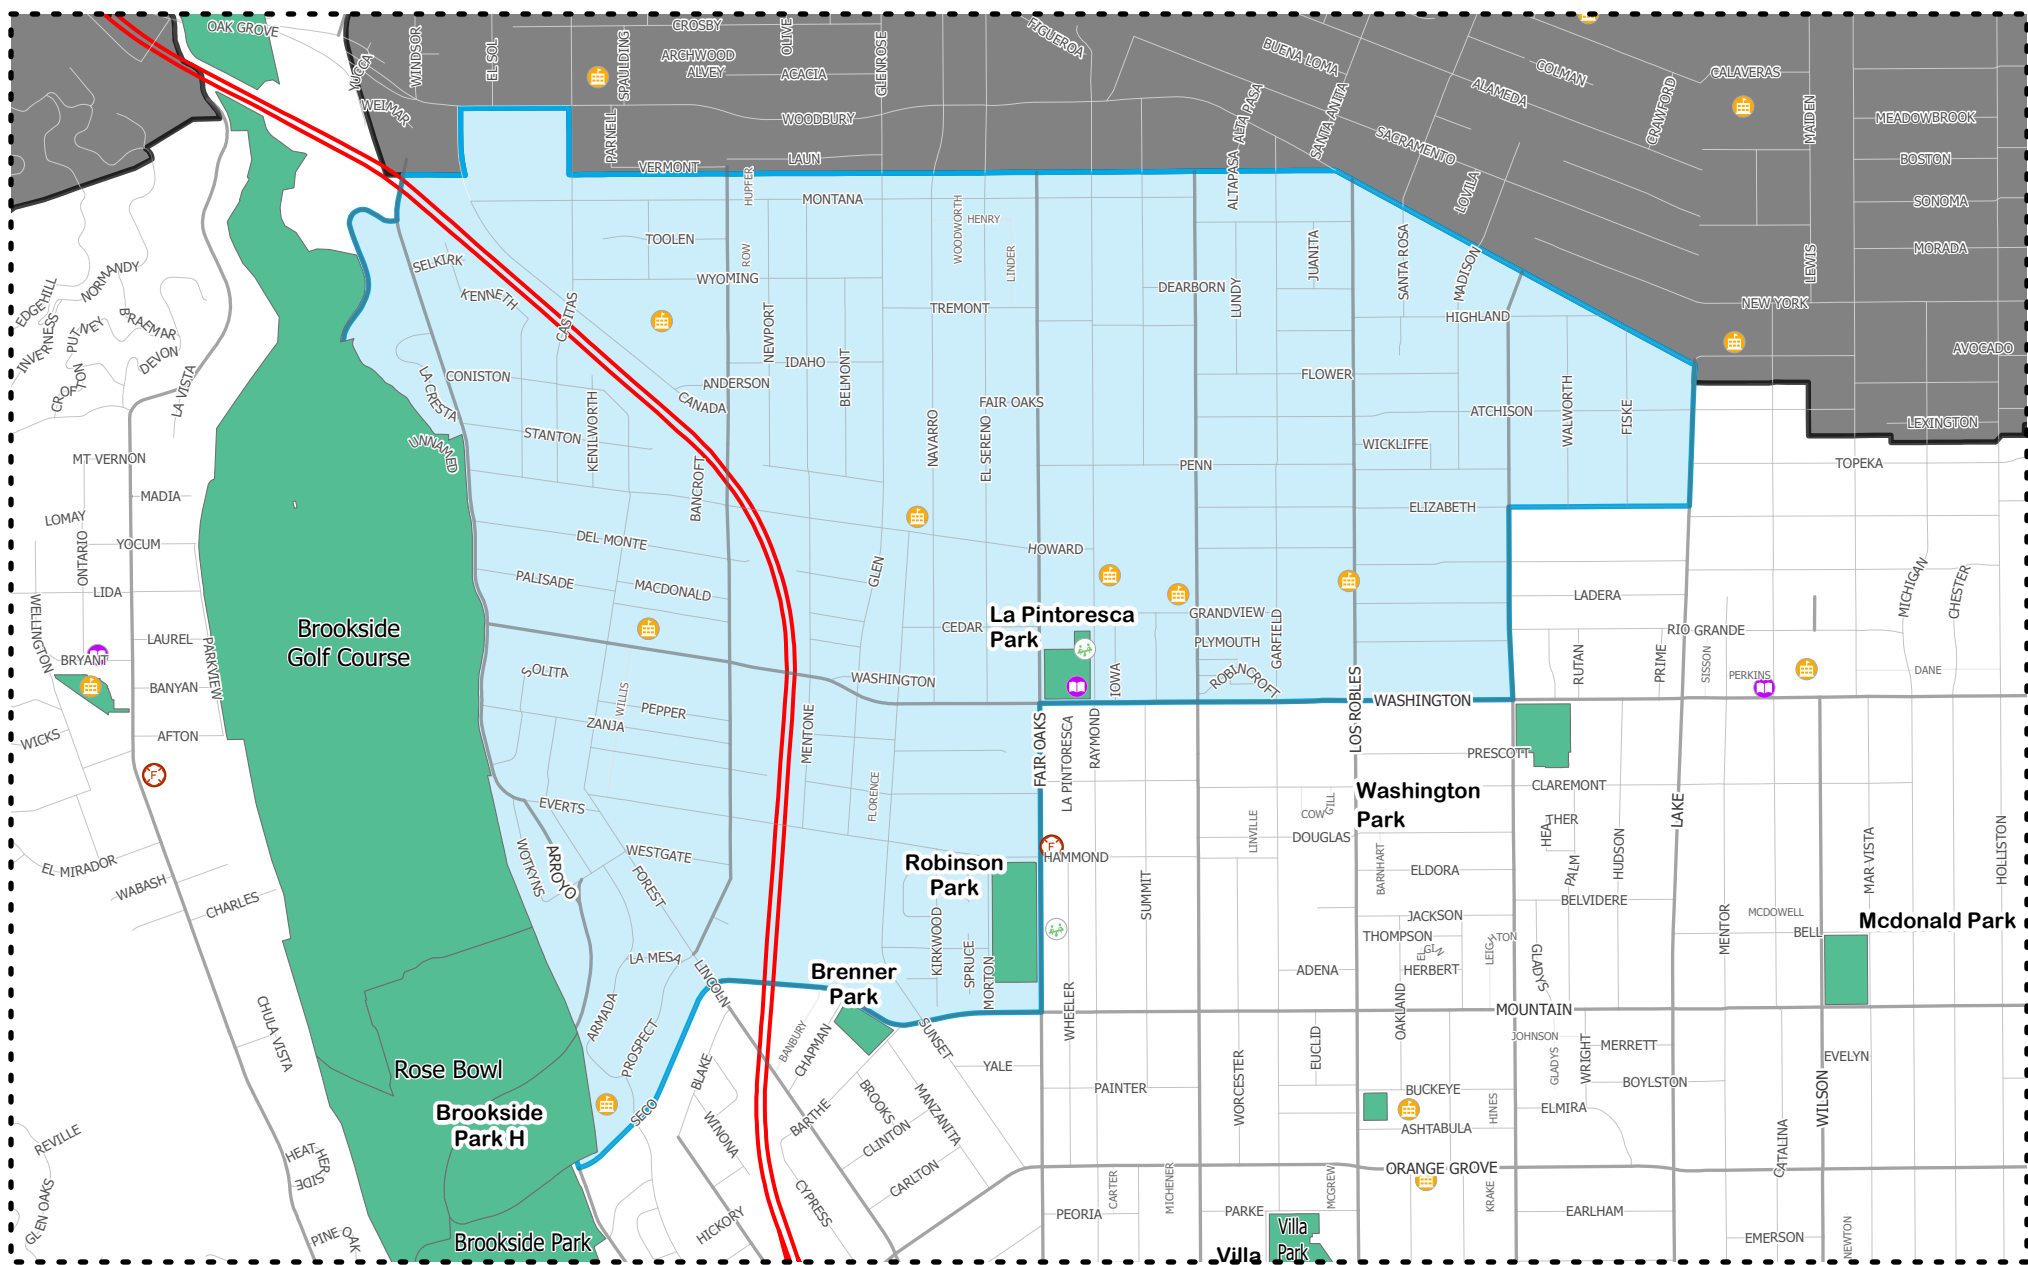 OAK GROVE
YUCCA
WINDSOR
EL SOL
SPAULDING
CROSBY
ARCHWOOD
ALVEY
OLIVE
ACACIA
GLENROSE
FIGUEROA
BUENA LOMA
COLMAN
ALAMEDA
CALAVERAS
CRAWFORD
MAIDEN
MEADOWBROOK
WEIMAR
PARNELL
WOODBURY
ALTA PASA
SANTA ANITA
SACRAMENTO
BOSTON
VERMONT
LAUN
HUPFER
MONTANA
ALTAPASA
LOVILA
SONOMA
WOODWORTH
HENRY
MORADA
TOOLEN
ROW
LINDER
JUANITA
SANTA ROSA
MADISON
LEWIS
SELKIRK
WYOMING
NORMANDY
EDGEHILL
KENNETH
CASITAS
DEARBORN
LUNDY
TREMONT
HIGHLAND
NEW YORK
BRAEMAR
PUTNEY
INVERNESS
NEWPORT
AVOCADO
DEVON
IDAHO
BELMONT
LA VISTA
CROFTON
LA CRESTA
CONISTON
ANDERSON
CANADA
FAIR OAKS
FLOWER
ATCHISON
WALWORTH
FISKE
LEXINGTON
KENILWORTH
STANTON
UNNAMED
NAVARRO
EL SERENO
WICKLIFFE
MT VERNON
BANCROFT
PENN
TOPEKA
MADIA
ELIZABETH
LOMAY
YOCUM
ONTARIO
DEL MONTE
HOWARD
GLEN
PALISADE
MACDONALD
LIDA
WELLINGTON
LADERA
MICHIGAN
CHESTER
La Pintoresca
Park
GRANDVIEW
CEDAR
PLYMOUTH
GARFIELD
RIO GRANDE
Brookside
Golf Course
LAUREL
PARKVIEW
BRYANT
SOLITA
WASHINGTON
IOWA
ROBINCROFT
LOS ROBLES
RUTAN
PRIME
SISSON
PERKINS
DANE
BANYAN
WILLIS
PEPPER
ZANJA
MENTONE
WASHINGTON
WICKS
AFTON
FAIR OAKS
LA PINTORESCA
RAYMOND
PRESCOTT
F
FLORENCE
Washington
Park
CLAREMONT
EVERTS
COWGILL
LINVILLE
LAKE
HEATHER
DOUGLAS
F
HAMMOND
MAR VISTA
HOLLISTON
HUDSON
WOTKYNS
ARROYO
WESTGATE
Robinson
Park
BARNHART
ELDORA
PALM
EL MIRADOR
WABASH
CHARLES
FOREST
SUMMIT
BELVIDERE
JACKSON
MENTOR
MCDOWELL
Mcdonald Park
BELL
KIRKWOOD
THOMPSON
ELGIN
LEIGHTON
GLADYS
LA MESA
SPRUCE
MORTON
Brenner
Park
LINCOLN
ADENA
HERBERT
CHULA VISTA
ARMADA
WHEELER
OAKLAND
MOUNTAIN
PROSPECT
BANBURY
CHAPMAN
SUNSET
EUCLID
JOHNSON
GLADYS
WRIGHT
MERRETT
EVELYN
Rose Bowl
BLAKE
YALE
WORCESTER
BOYLSTON
PAINTER
BUCKEYE
WILSON
Brookside
Park H
SECO
BROOKS
MANZANITA
HINES
ELMIRA
BARTHE
WINONA
CLINTON
ASHTABULA
REVILLE
HEATHERSIDE
CARLTON
ORANGE GROVE
CATALINA
CYPRESS
CARTER
MICHENER
MCGREW
KRAKE
GLEN OAKS
PEORIA
PARKE
EARLHAM
HICKORY
PINE OAK
Brookside Park
Villa
Park
Villa
EMERSON
NEWTON